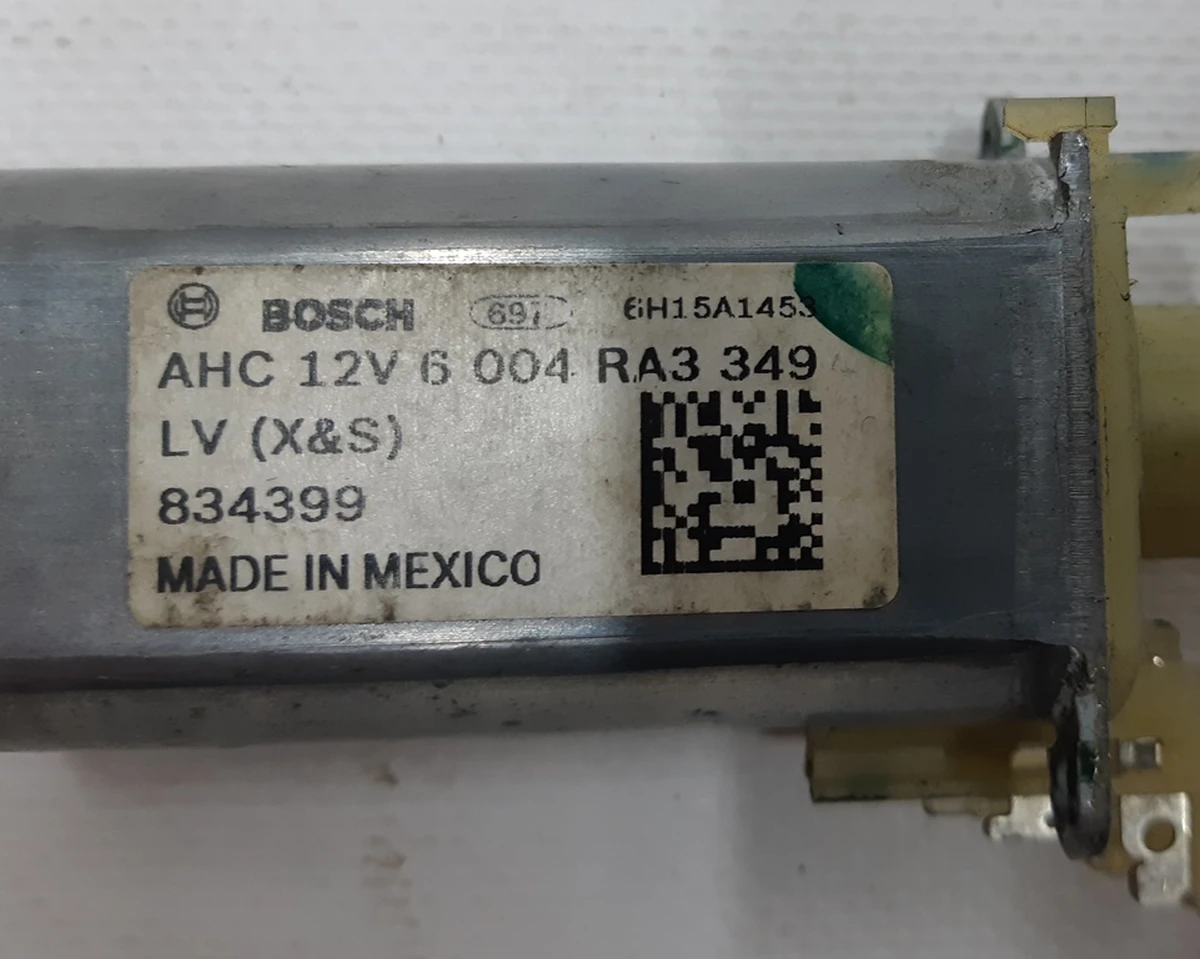 BOSCH 697 6H15A1453
AHC 12V 6 004 RA3 349
LV (X&S)
834399
MADE IN MEXICO